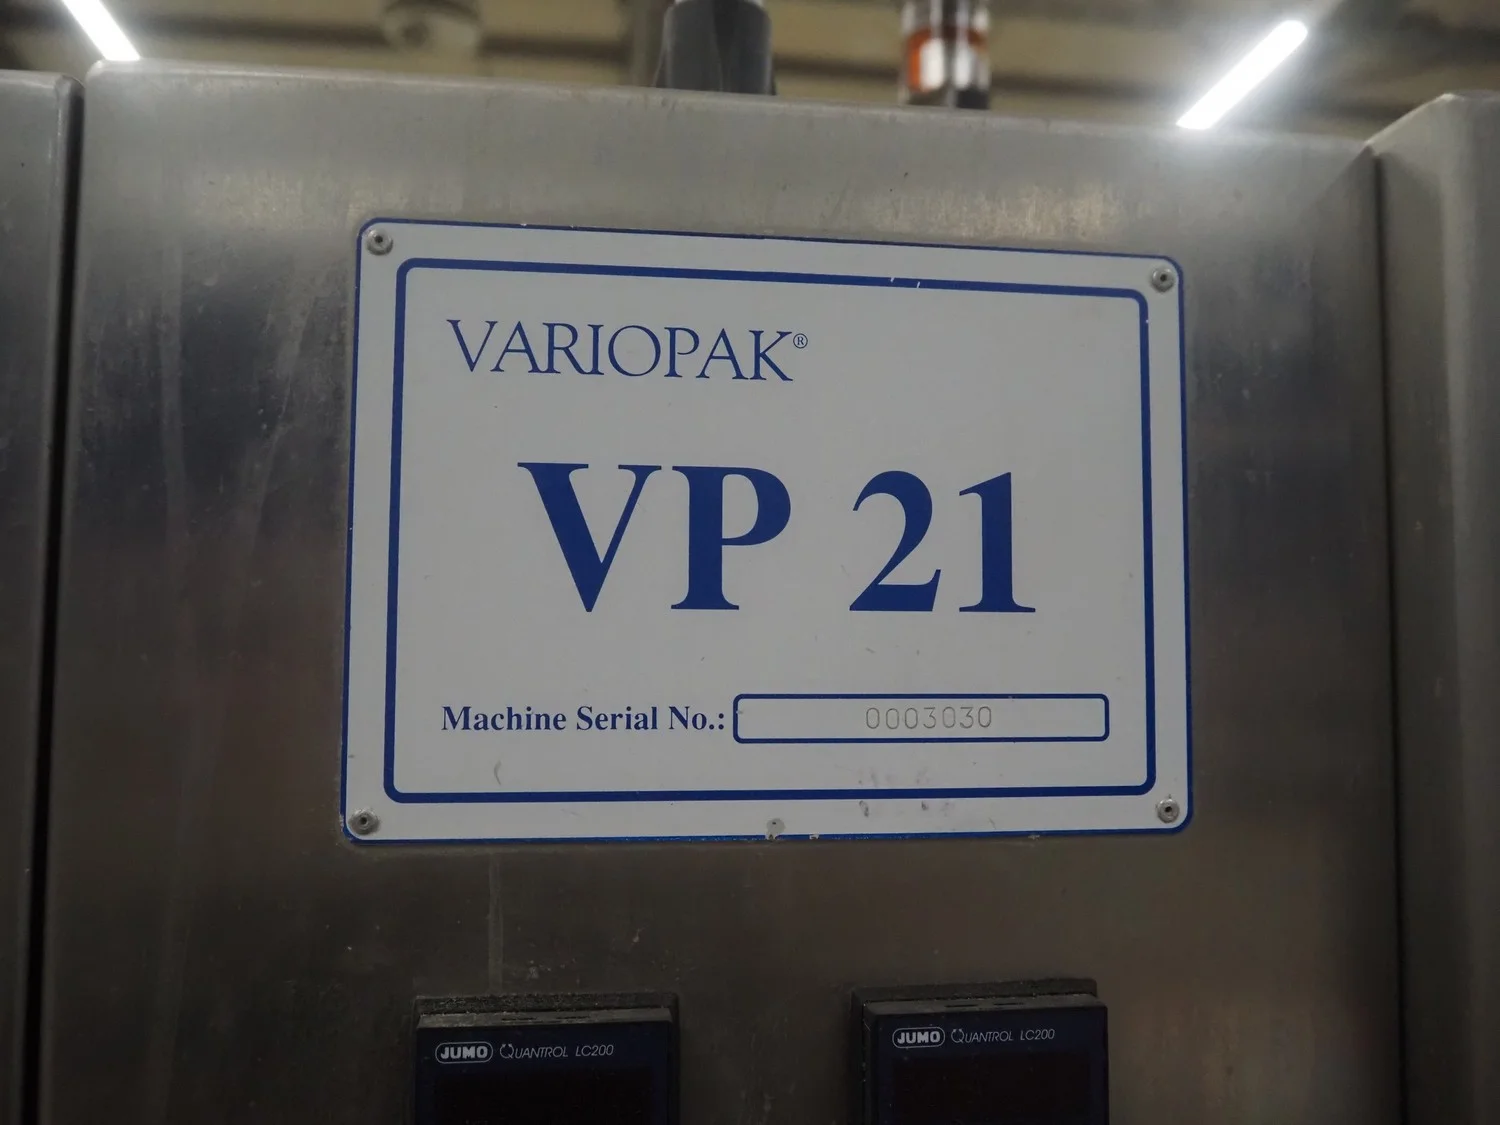 VARIOPAK®
VP 21
Machine Serial No.: 0003030
JUMO QUANTROL LC200
JUMO QUANTROL LC200